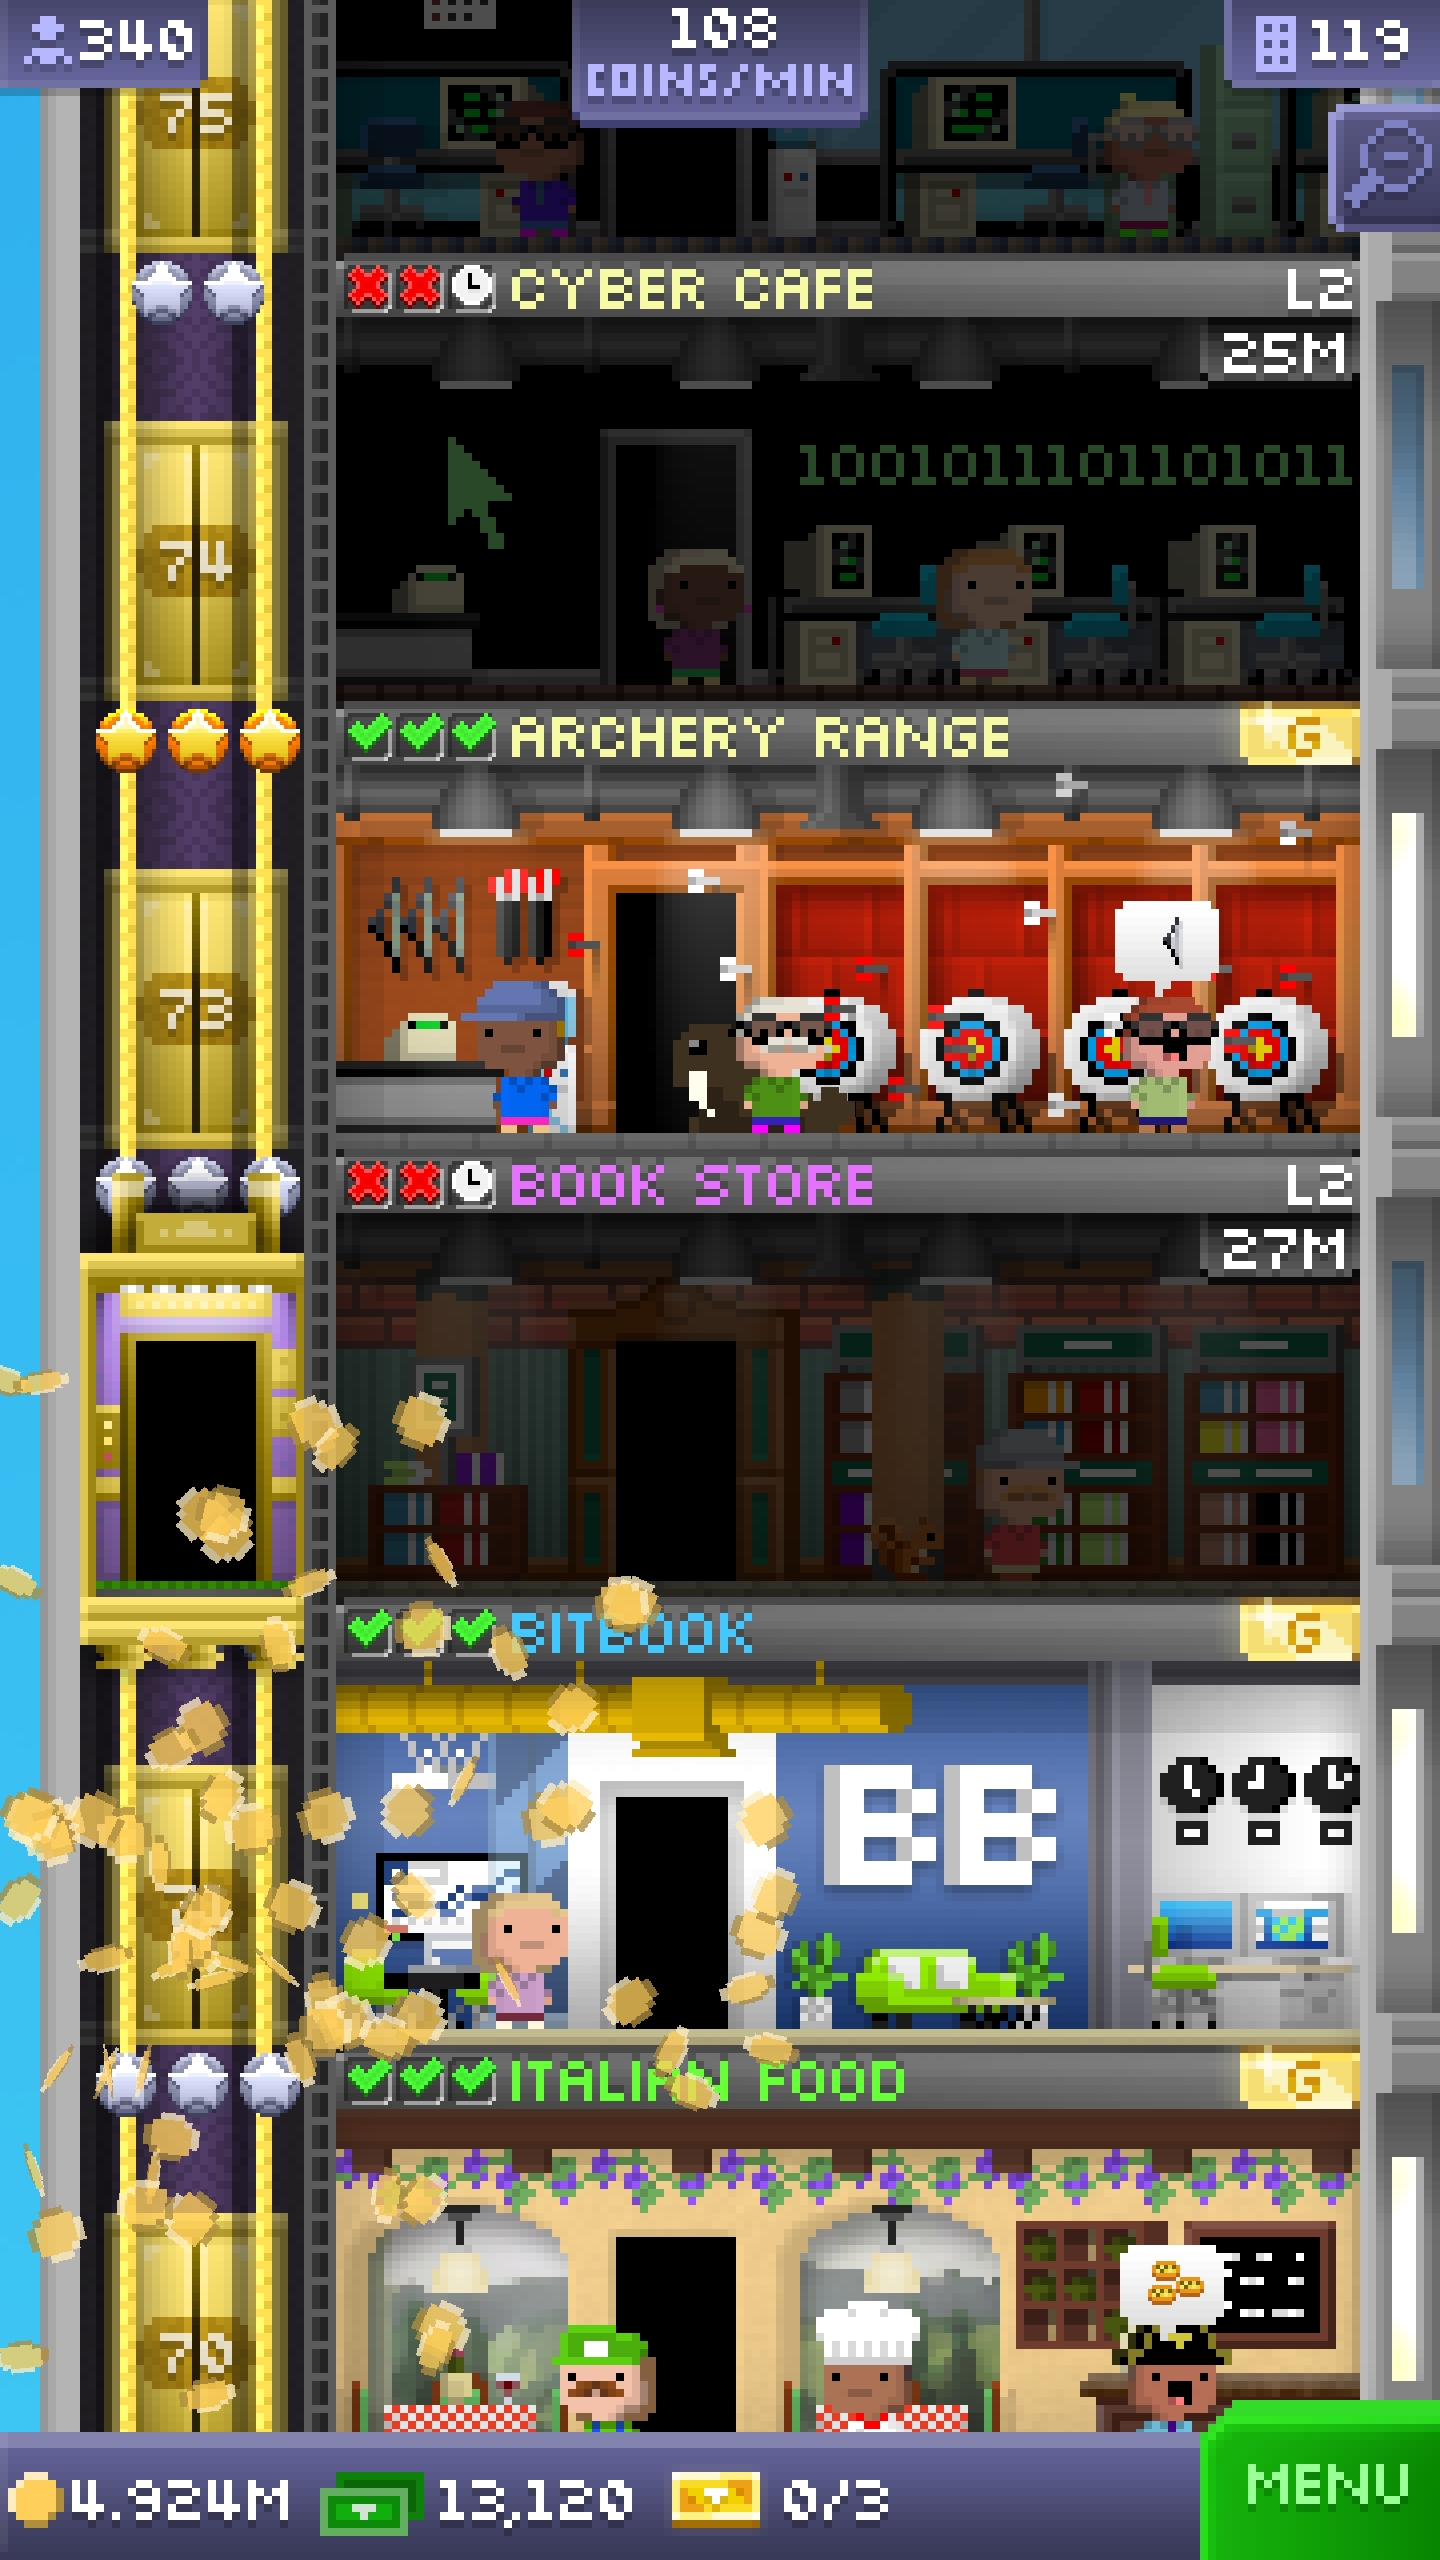 340
108
COINS/MIN
119
75
CYBER CAFE L2
25M
1001011101101011
74
ARCHERY RANGE G
73
BOOK STORE L2
27M
BITBOOK G
BB
ITALIAN FOOD G
70
4.924M 13,120 0/3
MENU